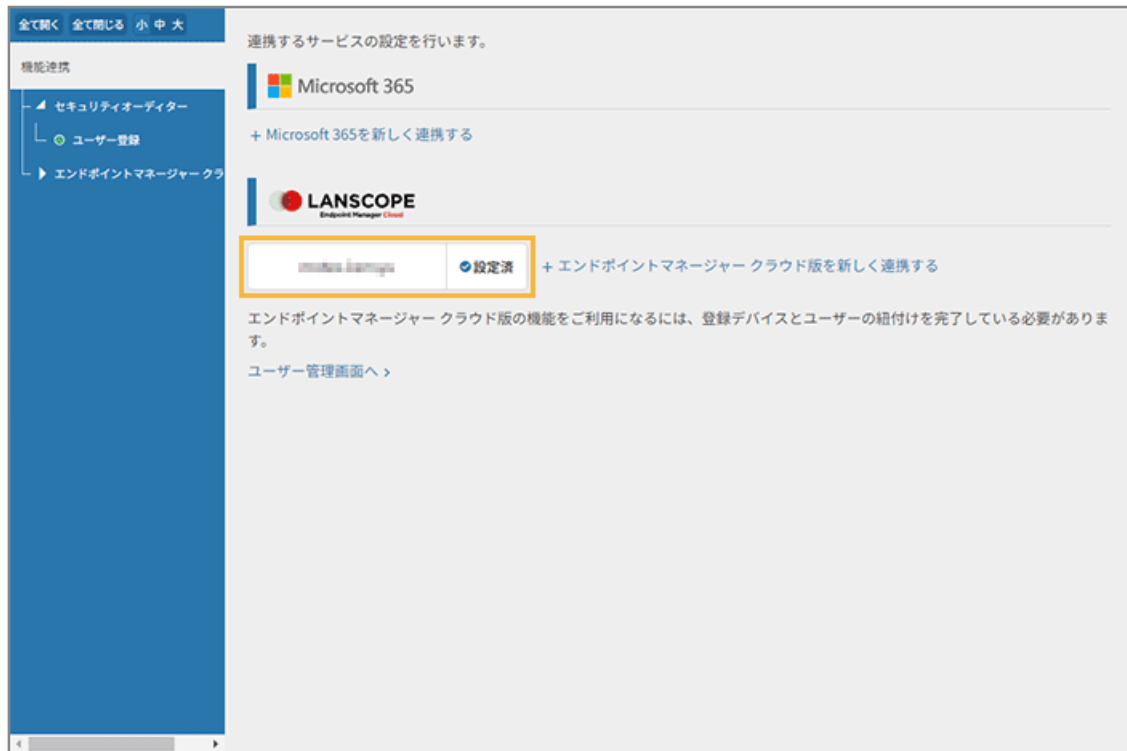 全て開く 全て閉じる 小 中 大
機能連携
セキュリティオーディター
ユーザー登録
エンドポイントマネージャー クラ
連携するサービスの設定を行います。
Microsoft 365
+ Microsoft 365を新しく連携する
LANSCOPE
Endpoint Manager Cloud
設定済
+ エンドポイントマネージャー クラウド版を新しく連携する
エンドポイントマネージャー クラウド版の機能をご利用になるには、登録デバイスとユーザーの紐付けを完了している必要がありま
す。
ユーザー管理画面へ >